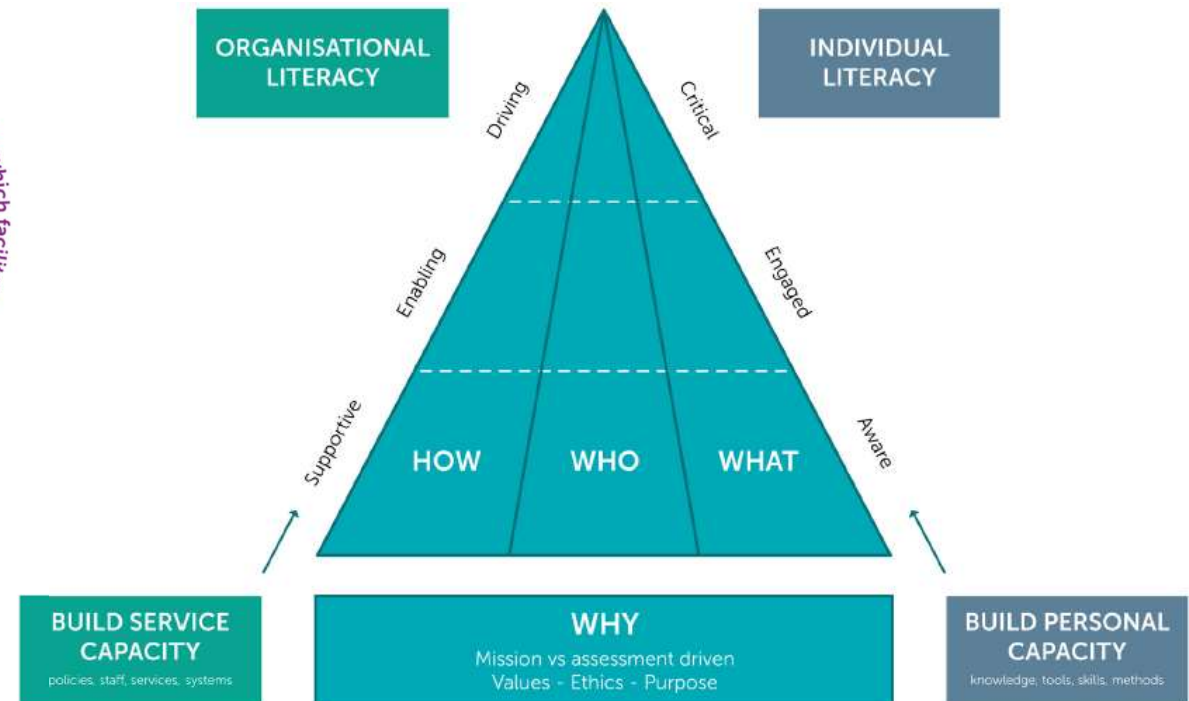 ORGANISATIONAL
LITERACY
INDIVIDUAL
LITERACY
Driving
Critical
Enabling
Engaged
Supportive
Aware
HOW
WHO
WHAT
BUILD SERVICE
CAPACITY
policies, staff, services, systems
WHY
Mission vs assessment driven
Values - Ethics - Purpose
BUILD PERSONAL
CAPACITY
knowledge, tools, skills, methods